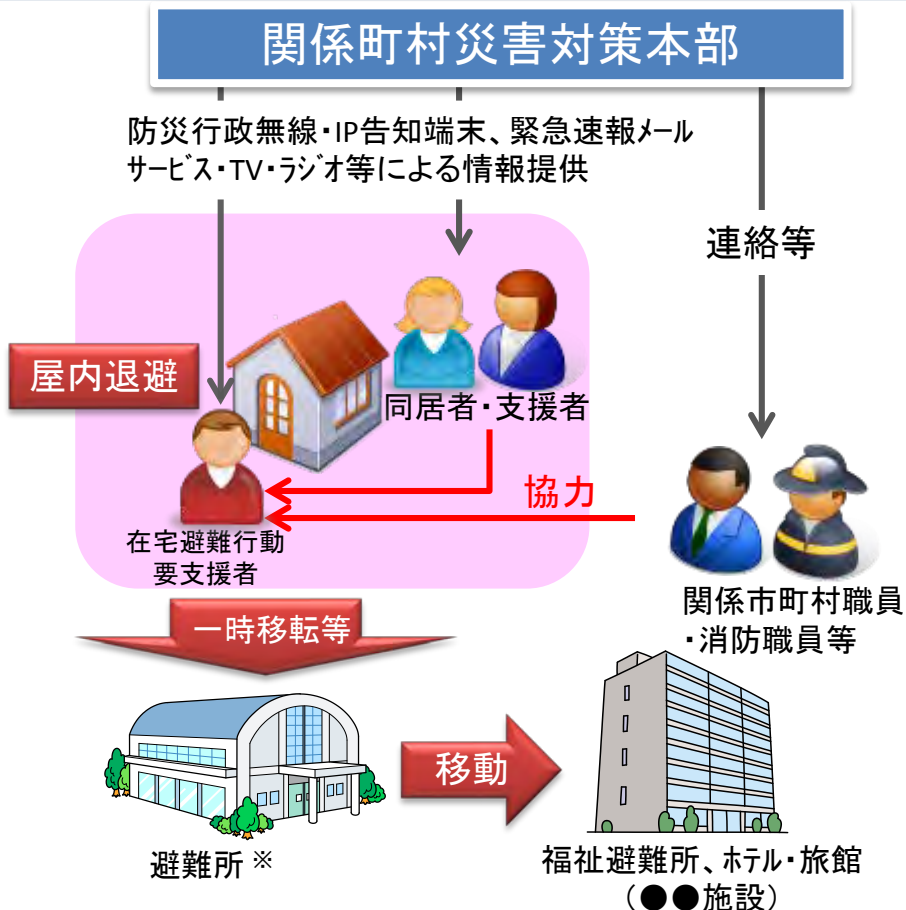 関係町村災害対策本部
防災行政無線・IP告知端末、緊急速報メール
サービス・TV・ラジオ等による情報提供
連絡等
屋内退避
同居者・支援者
協力
在宅避難行動
要支援者
関係市町村職員
・消防職員等
一時移転等
移動
避難所※
福祉避難所、ホテル・旅館
（●●施設）